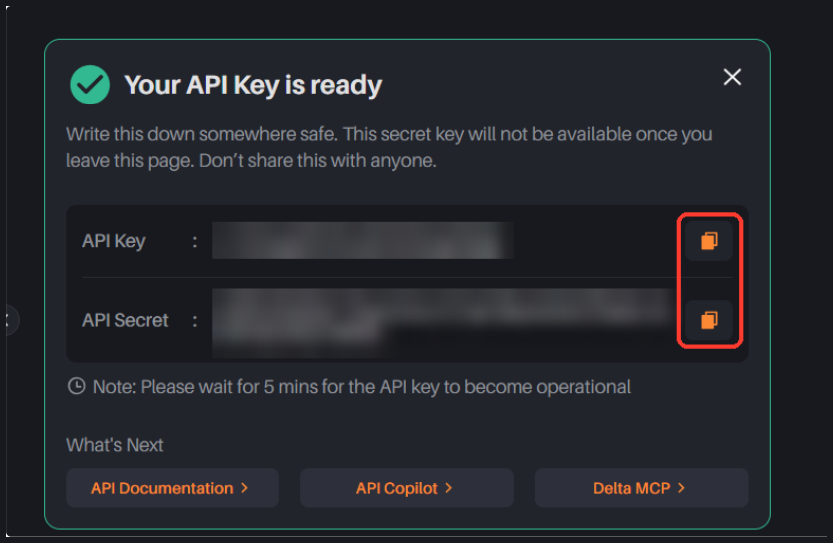 Your API Key is ready
Write this down somewhere safe. This secret key will not be available once you
leave this page. Don’t share this with anyone.
API Key :
API Secret :
Note: Please wait for 5 mins for the API key to become operational
What's Next
API Documentation >
API Copilot >
Delta MCP >